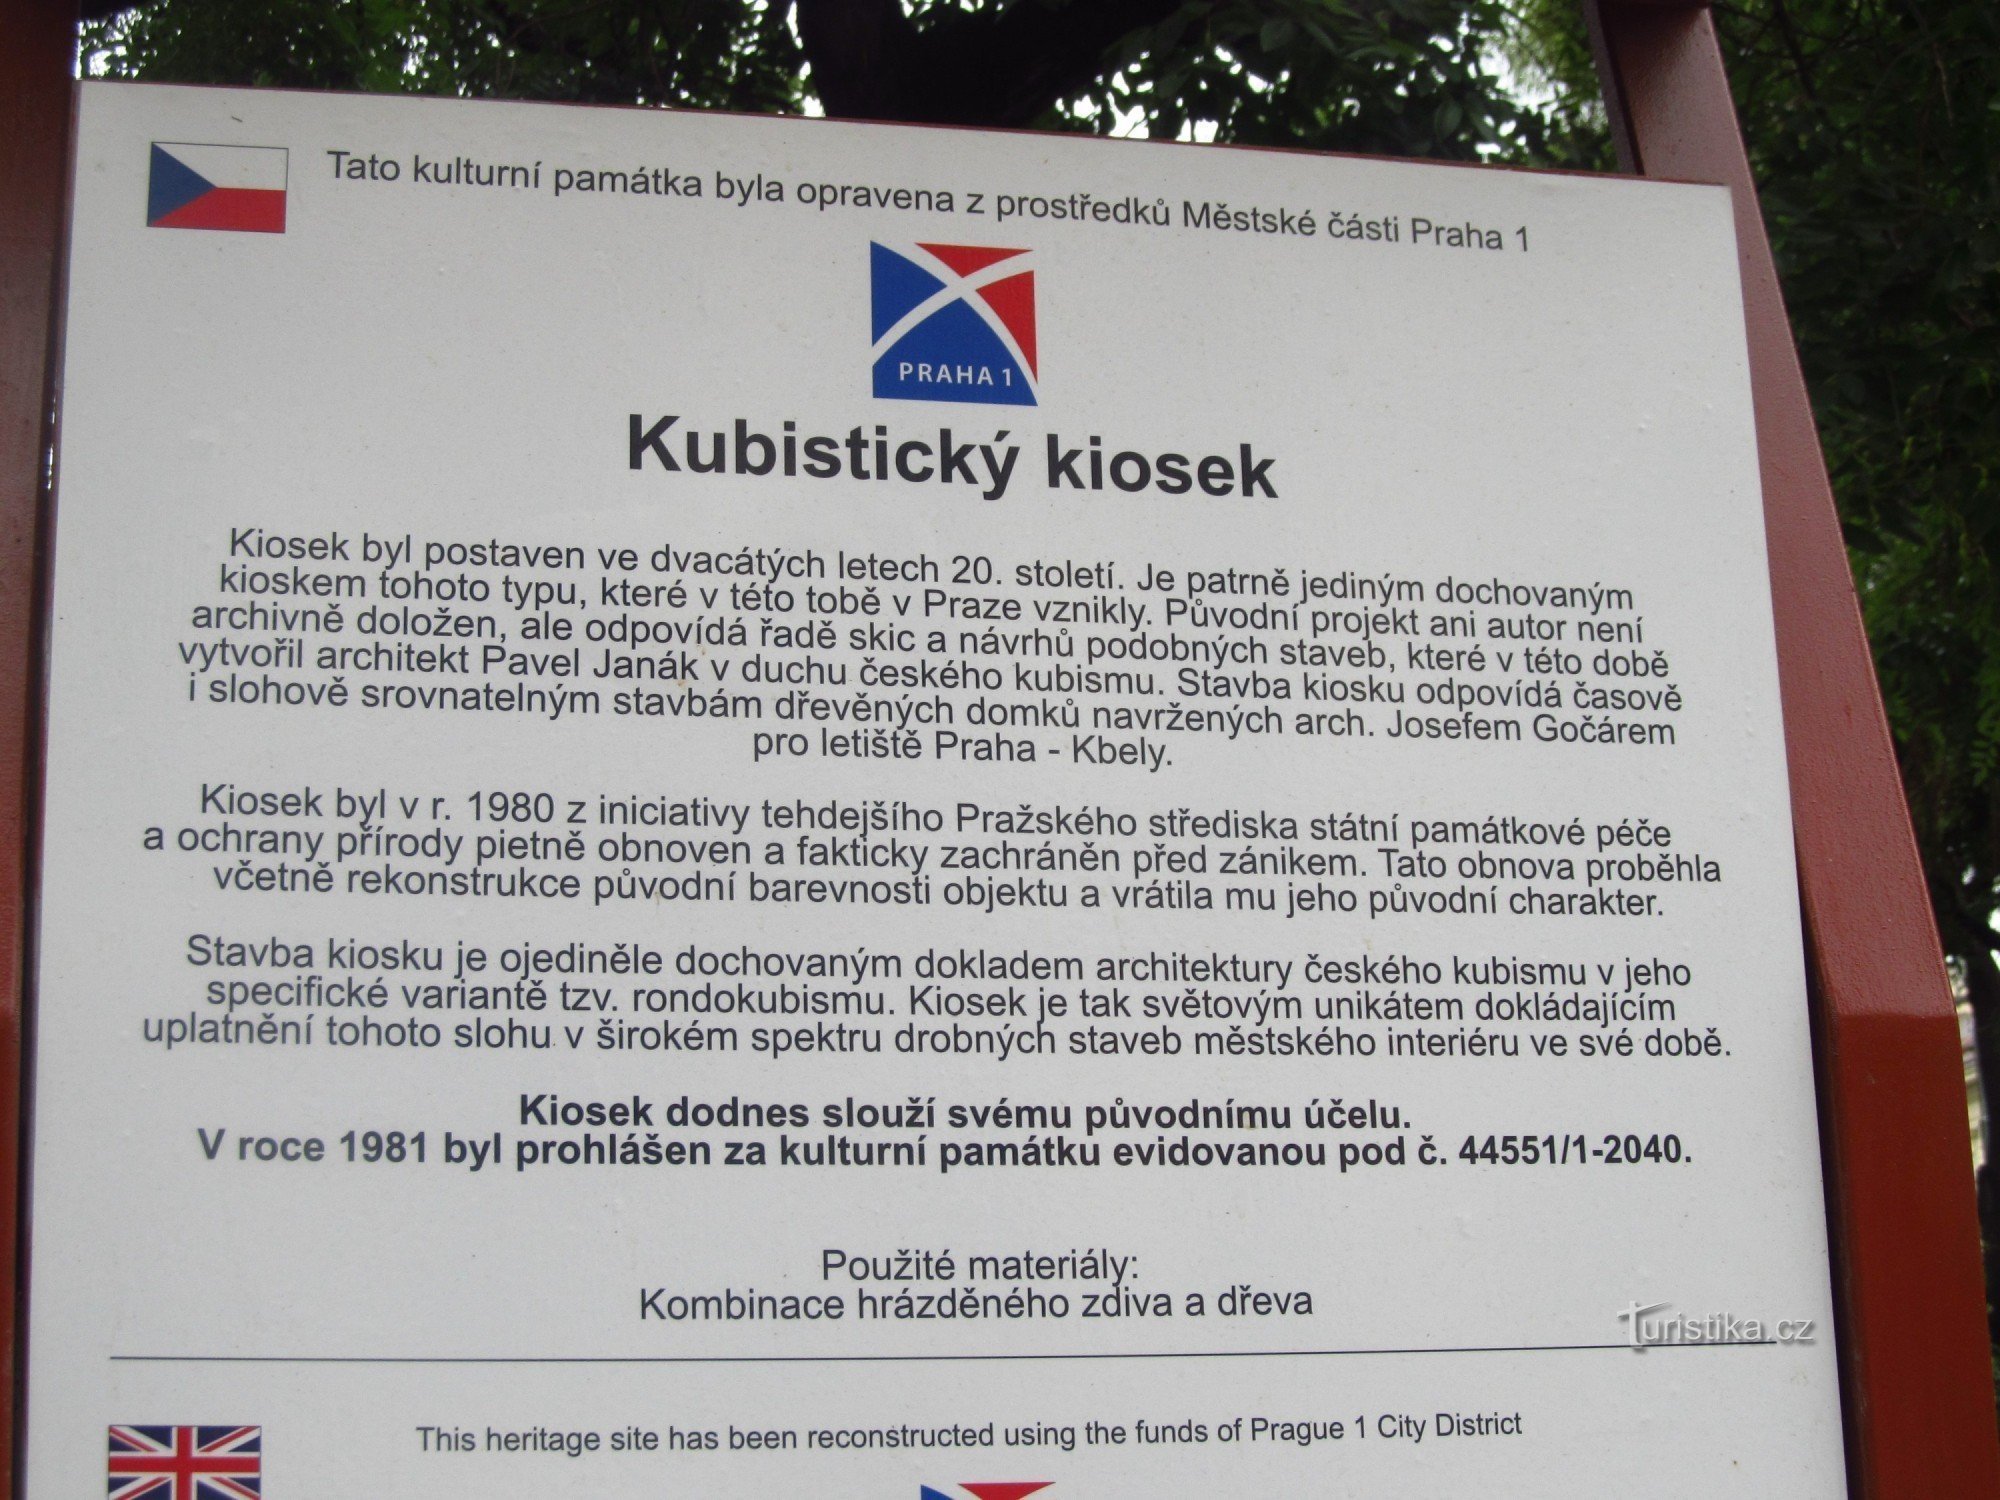 Tato kulturní památka byla opravena z prostředků Městské části Praha 1
PRAHA 1
Kubistický kiosek
Kiosek byl postaven ve dvacátých letech 20. století. Je patrně jediným dochovaným
kioskem tohoto typu, které v této tobě v Praze vznikly. Původní projekt ani autor není
archivně doložen, ale odpovídá řadě skic a návrhů podobných staveb, které v této době
vytvořil architekt Pavel Janák v duchu českého kubismu. Stavba kiosku odpovídá časově
i slohově srovnatelným stavbám dřevěných domků navržených arch. Josefem Gočárem
pro letiště Praha - Kbely.
Kiosek byl v r. 1980 z iniciativy tehdejšího Pražského střediska státní památkové péče
a ochrany přírody pietně obnoven a fakticky zachráněn před zánikem. Tato obnova proběhla
včetně rekonstrukce původní barevnosti objektu a vrátila mu jeho původní charakter.
Stavba kiosku je ojediněle dochovaným dokladem architektury českého kubismu v jeho
specifické variantě tzv. rondokubismu. Kiosek je tak světovým unikátem dokládajícím
uplatnění tohoto slohu v širokém spektru drobných staveb městského interiéru ve své době.
Kiosek dodnes slouží svému původnímu účelu.
V roce 1981 byl prohlášen za kulturní památku evidovanou pod č. 44551/1-2040.
Použité materiály:
Kombinace hrázděného zdiva a dřeva
Turistika.cz
This heritage site has been reconstructed using the funds of Prague 1 City District